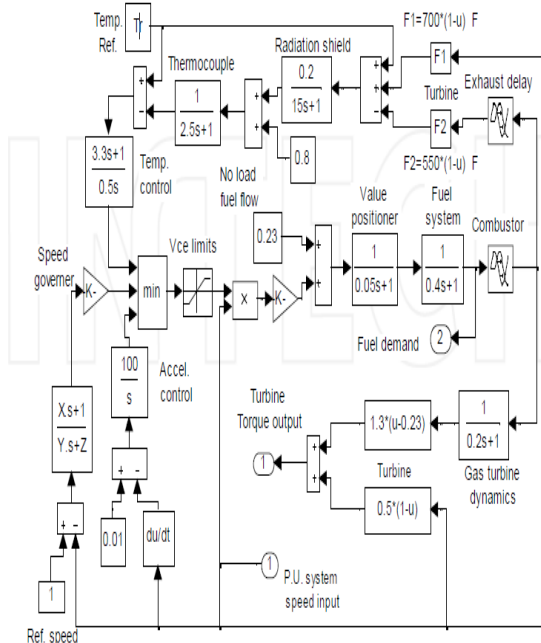 Temp.
Ref.
Tr
F1=700*(1-u) F
Thermocouple
Radiation shield
+
-
1
2.5s+1
+
+
0.2
15s+1
+
+
-
F1
Turbine
Exhaust delay
F2
F2=550*(1-u) F
3.3s+1
0.5s
Temp.
control
No load
fuel flow
0.8
Value
positioner
Fuel
system
Combustor
Speed
governer
K-
min
Vce limits
×
K-
0.23
+
+
1
0.05s+1
1
0.4s+1
Fuel demand
2
100
s
Accel.
control
X.s+1
Y.s+Z
Turbine
Torque output
1
+
+
1.3*(u-0.23)
1
0.2s+1
Gas turbine
dynamics
Turbine
0.5*(1-u)
+ -
+ -
0.01
du/dt
1
Ref. speed
1
P.U. system
speed input
INTECH